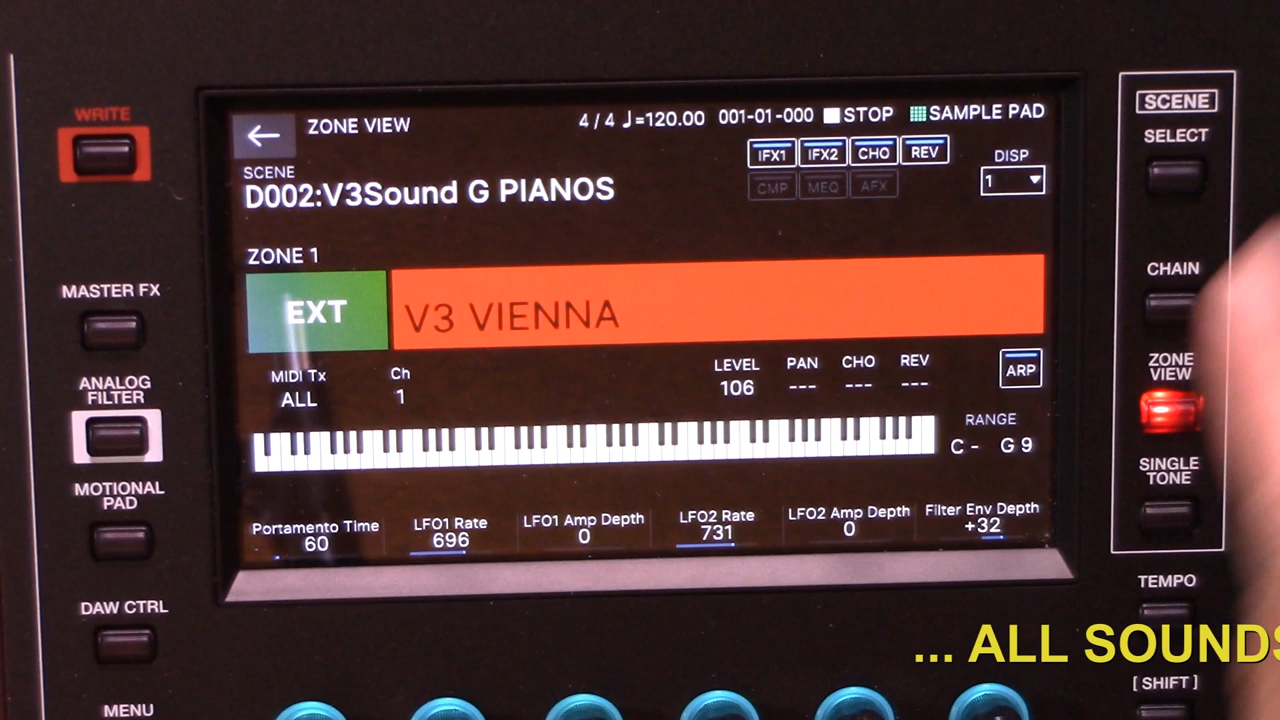 WRITE
MASTER FX
ANALOG
FILTER
MOTIONAL
PAD
DAW CTRL
MENU
ZONE VIEW
4/4 ♩=120.00 001-01-000 STOP SAMPLE PAD
IFX1 IFX2 CHO REV
CMP MEQ AFX
DISP
1
SCENE
D002:V3Sound G PIANOS
ZONE 1
EXT
V3 VIENNA
MIDI Tx Ch LEVEL PAN CHO REV
ALL 1 106 --- --- ---
ARP
RANGE
C - G 9
Portamento Time LFO1 Rate LFO1 Amp Depth LFO2 Rate LFO2 Amp Depth Filter Env Depth
60 696 0 731 0 +32
SCENE
SELECT
CHAIN
ZONE
VIEW
SINGLE
TONE
TEMPO
... ALL SOUNDS
[ SHIFT ]